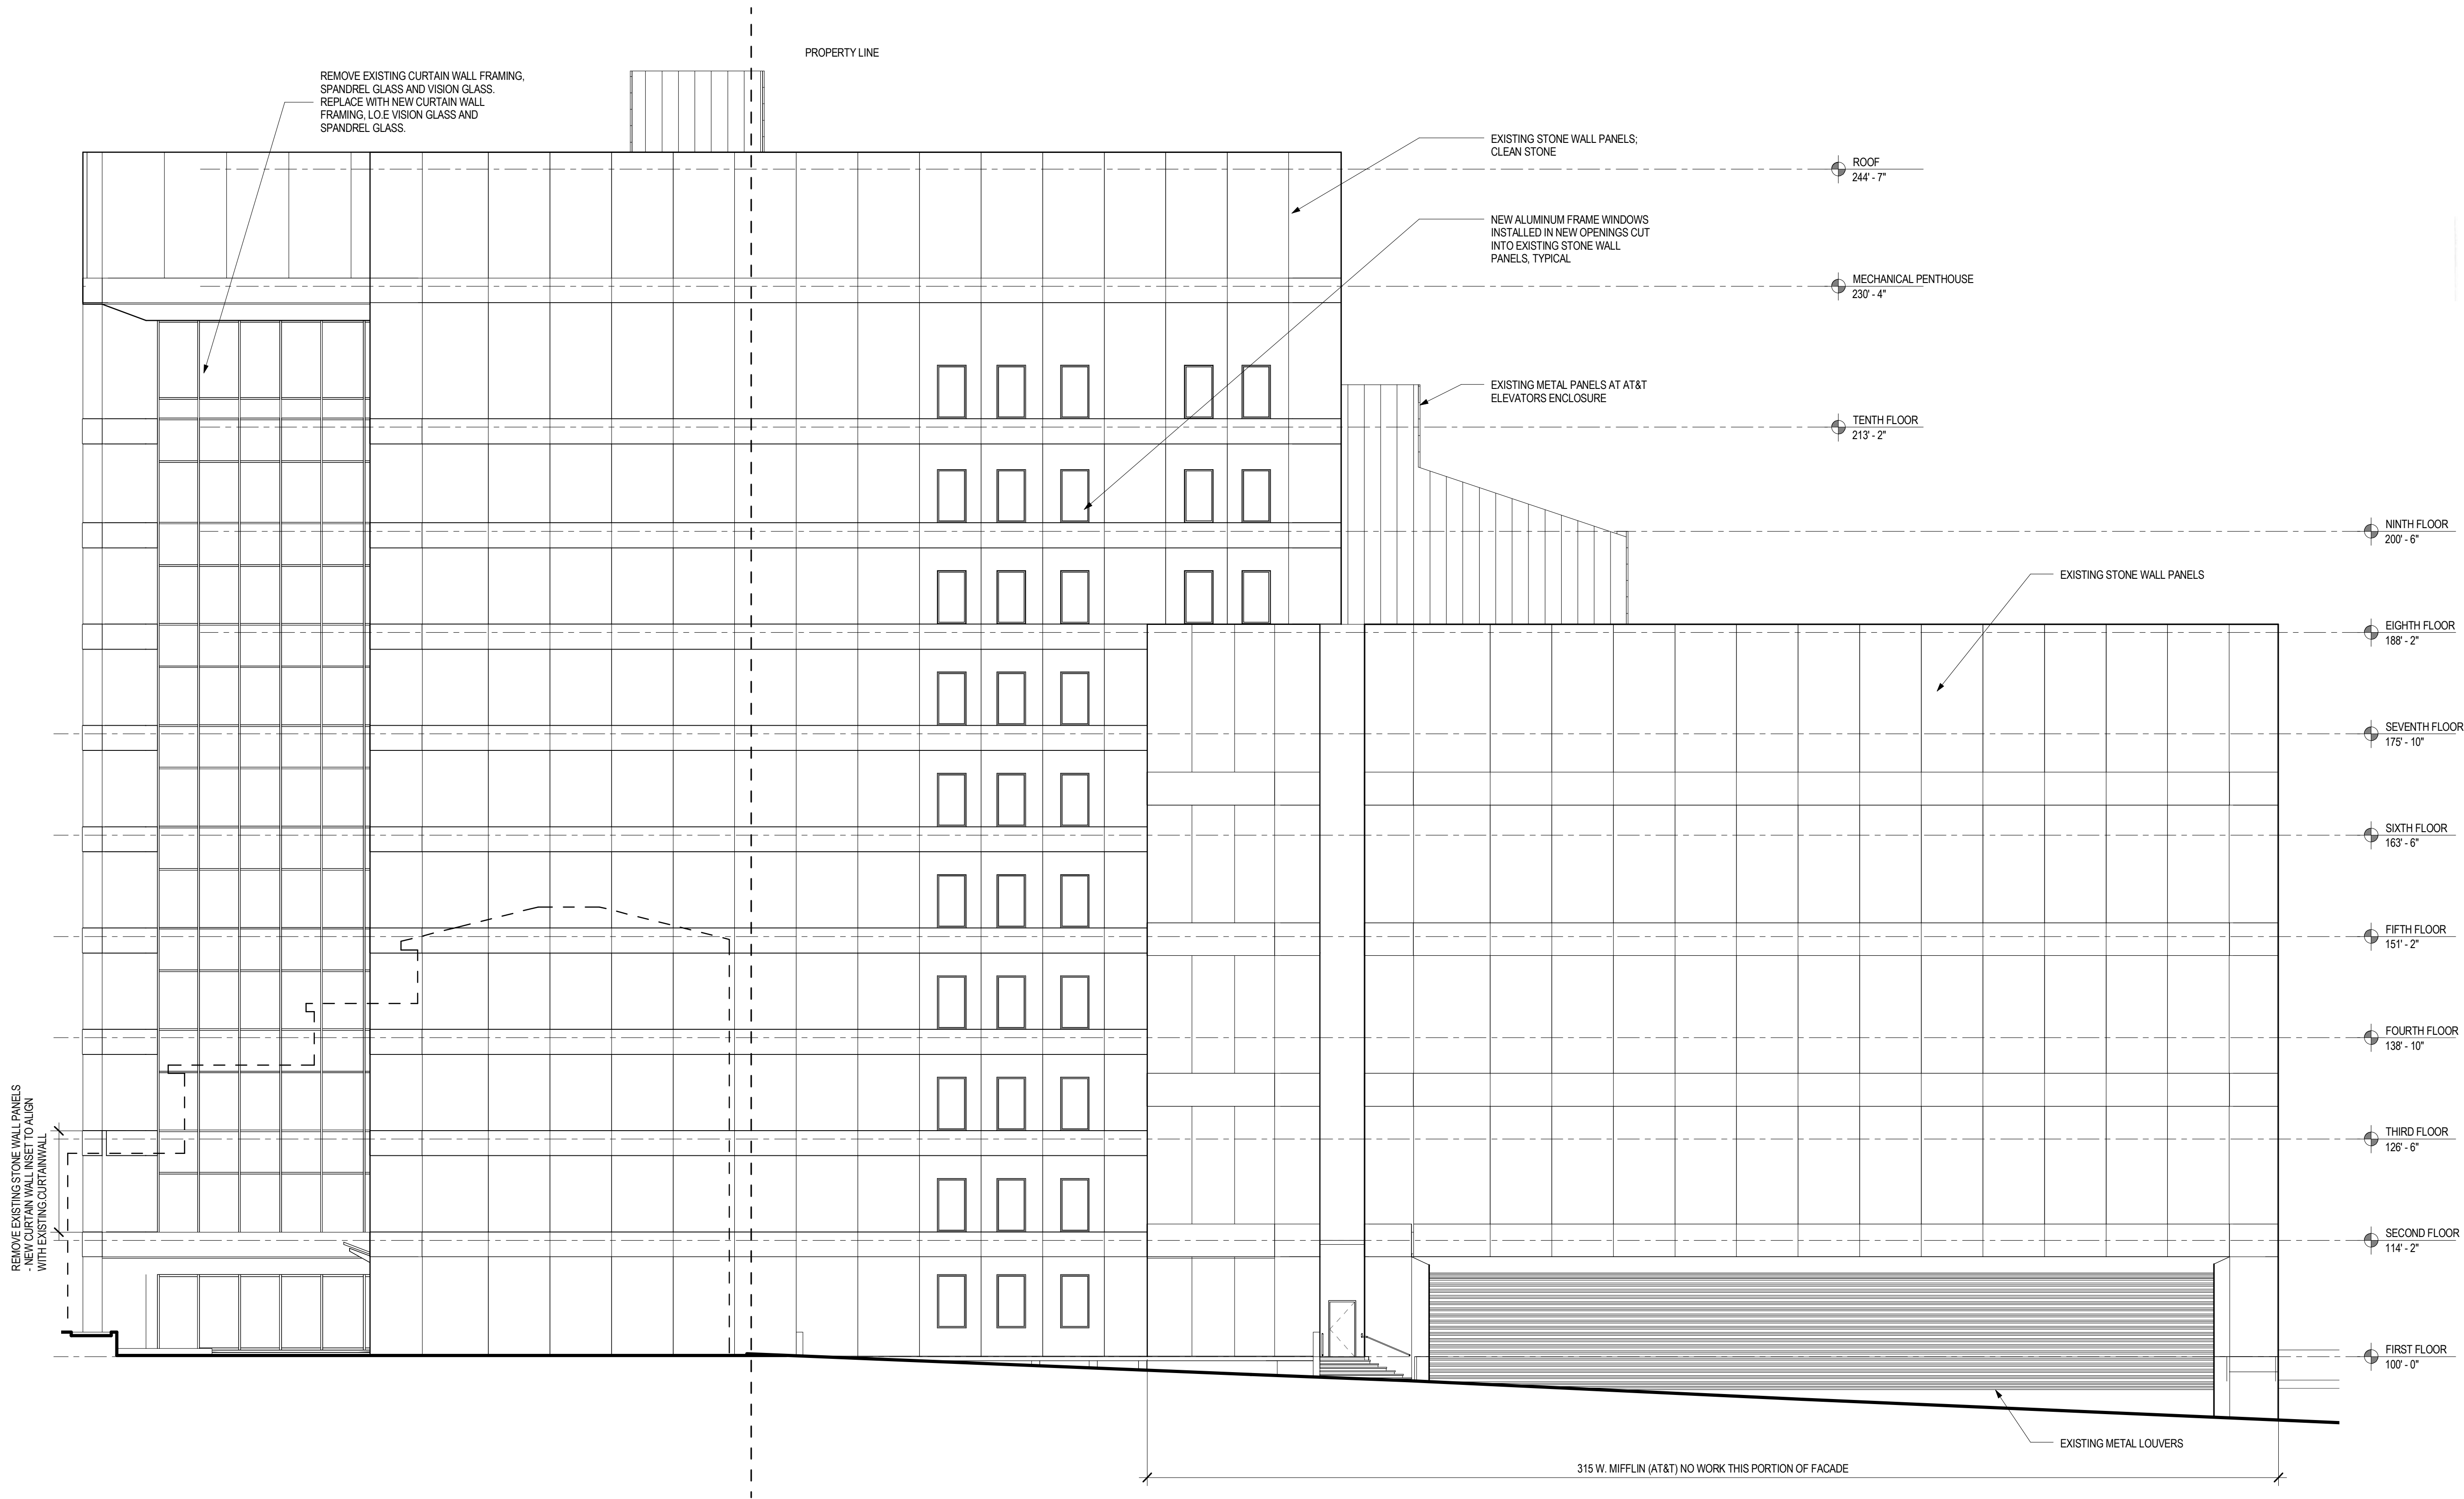 PROPERTY LINE
REMOVE EXISTING CURTAIN WALL FRAMING,
SPANDREL GLASS AND VISION GLASS.
REPLACE WITH NEW CURTAIN WALL
FRAMING, LO.E VISION GLASS AND
SPANDREL GLASS.
EXISTING STONE WALL PANELS;
CLEAN STONE
ROOF
244' - 7"
NEW ALUMINUM FRAME WINDOWS
INSTALLED IN NEW OPENINGS CUT
INTO EXISTING STONE WALL
PANELS, TYPICAL
MECHANICAL PENTHOUSE
230' - 4"
EXISTING METAL PANELS AT AT&T
ELEVATORS ENCLOSURE
TENTH FLOOR
213' - 2"
NINTH FLOOR
200' - 6"
EXISTING STONE WALL PANELS
EIGHTH FLOOR
188' - 2"
SEVENTH FLOOR
175' - 10"
SIXTH FLOOR
163' - 6"
FIFTH FLOOR
151' - 2"
FOURTH FLOOR
138' - 10"
REMOVE EXISTING STONE WALL PANELS
- NEW CURTAIN WALL INSET TO ALIGN
WITH EXISTING CURTAINWALL
THIRD FLOOR
126' - 6"
SECOND FLOOR
114' - 2"
FIRST FLOOR
100' - 0"
EXISTING METAL LOUVERS
315 W. MIFFLIN (AT&T) NO WORK THIS PORTION OF FACADE